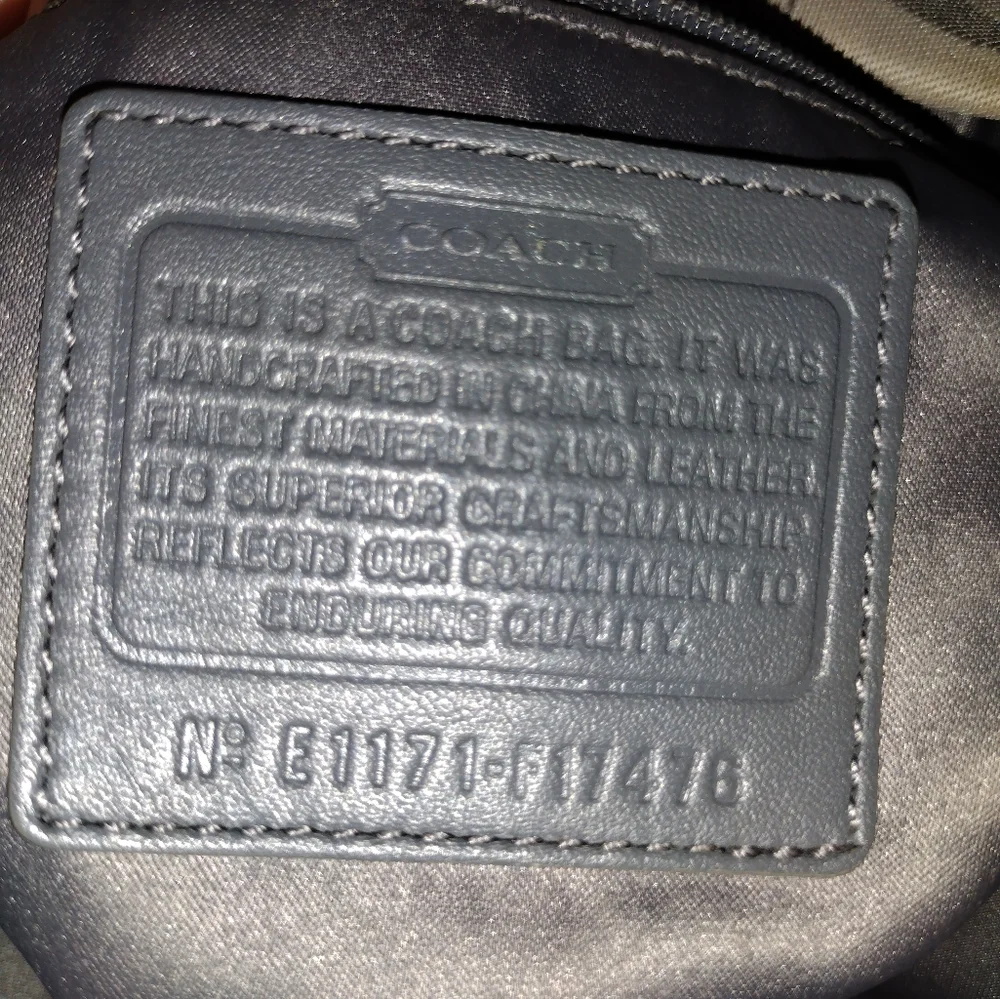 COACH
THIS IS A COACH BAG. IT WAS
HANDCRAFTED IN CHINA FROM THE
FINEST MATERIALS AND LEATHER
ITS SUPERIOR CRAFTSMANSHIP
REFLECTS OUR COMMITMENT TO
ENDURING QUALITY.
Nº E1171-F17476